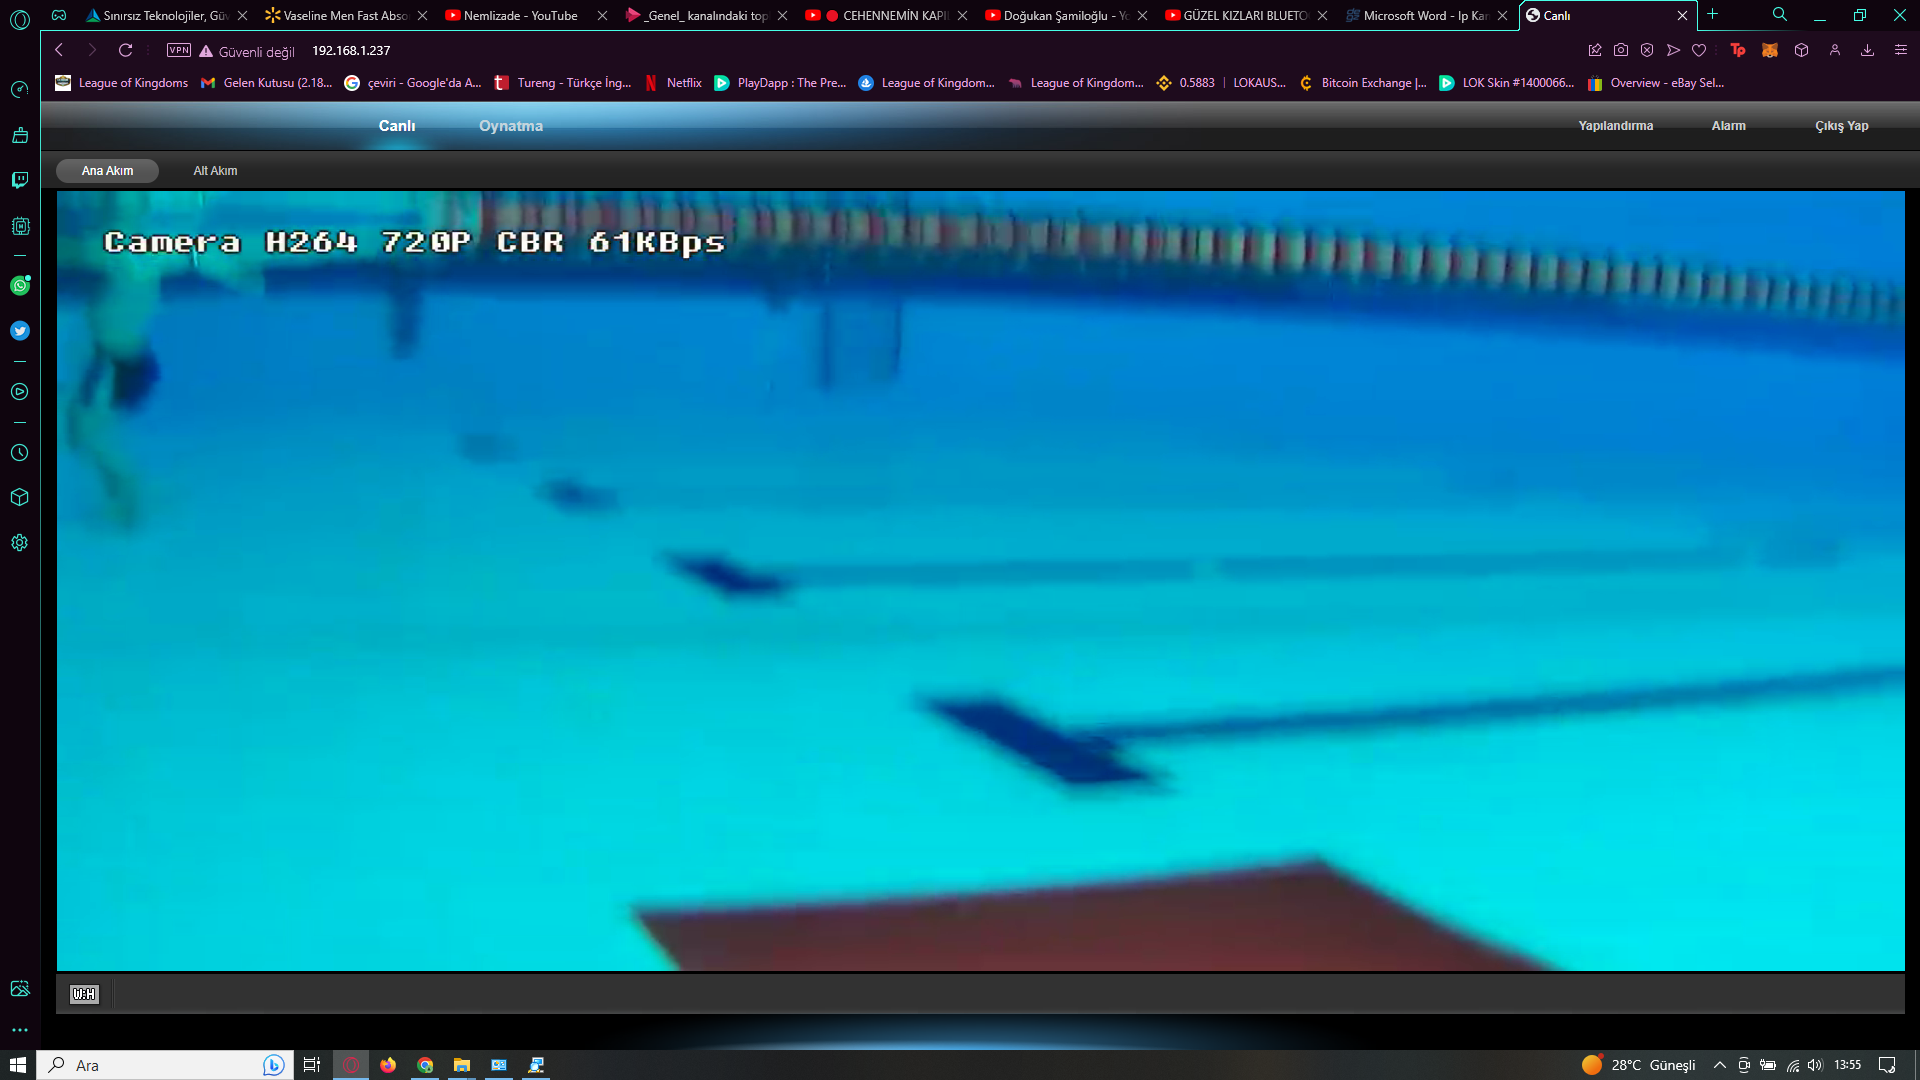 Sınırsız Teknolojiler, Güv
Vaseline Men Fast Abso
Nemlizade - YouTube
_Genel_ kanalındaki top
CEHENNEMİN KAPI
Doğukan Şamiloğlu - Yo
GÜZEL KIZLARI BLUETO
Microsoft Word - Ip Kam
Canlı
VPN
Güvenli değil
192.168.1.237
League of Kingdoms
Gelen Kutusu (2.18...
çeviri - Google'da A...
Tureng - Türkçe İng...
Netflix
PlayDapp : The Pre...
League of Kingdom...
League of Kingdom...
0.5883 | LOKAUS...
Bitcoin Exchange |...
LOK Skin #1400066...
Overview - eBay Sel...
Canlı
Oynatma
Yapılandırma
Alarm
Çıkış Yap
Ana Akım
Alt Akım
Camera H264 720P CBR 61KBps
W:H
Ara
28°C Güneşli
13:55